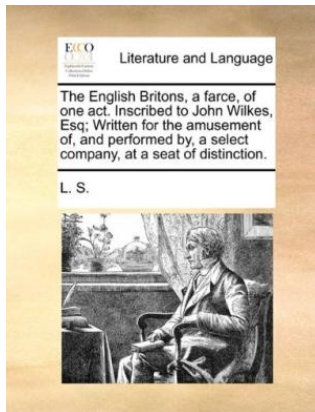 ECCO
Literature and Language
The English Britons, a farce, of
one act. Inscribed to John Wilkes,
Esq; Written for the amusement
of, and performed by, a select
company, at a seat of distinction.
L. S.